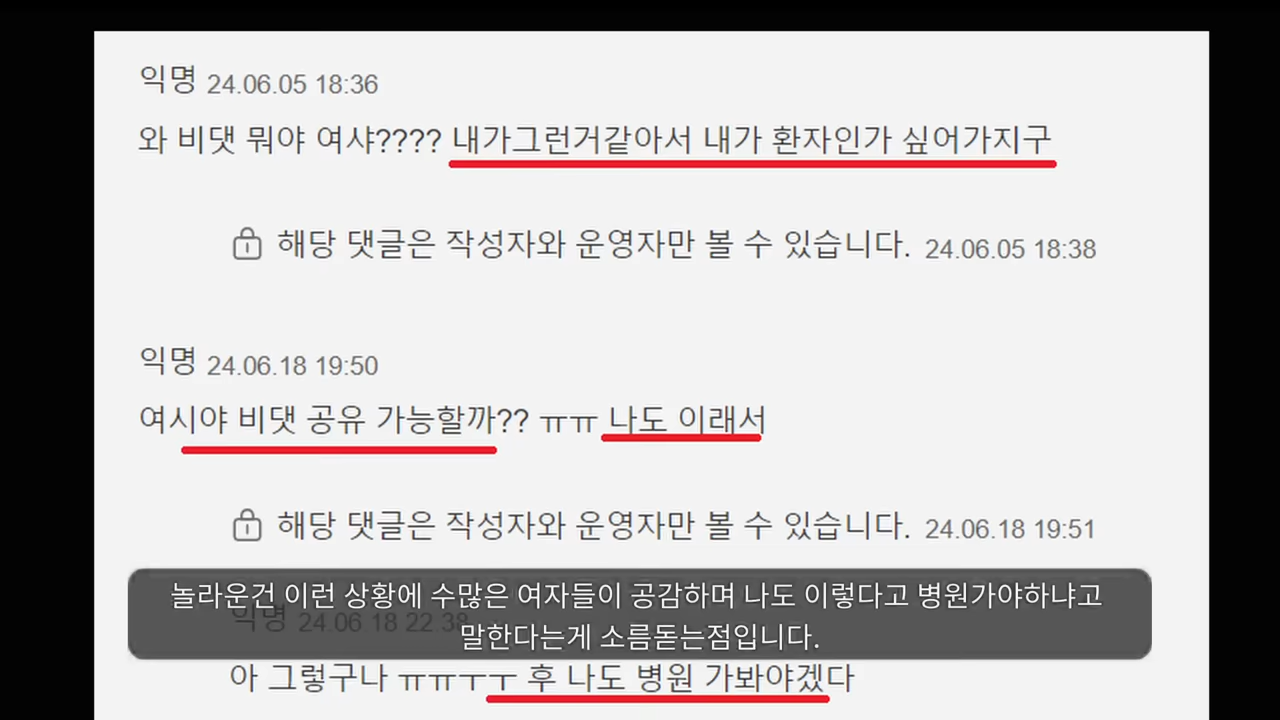 익명 24.06.05 18:36
와 비댓 뭐야 여샤???? 내가그런거같아서 내가 환자인가 싶어가지구
해당 댓글은 작성자와 운영자만 볼 수 있습니다. 24.06.05 18:38
익명 24.06.18 19:50
여시야 비댓 공유 가능할까?? ㅠㅠ 나도 이래서
해당 댓글은 작성자와 운영자만 볼 수 있습니다. 24.06.18 19:51
익명 24.06 18 22:38
놀라운건 이런 상황에 수많은 여자들이 공감하며 나도 이렇다고 병원가야하냐고
말한다는게 소름돋는점입니다.
아 그렇구나 ㅠㅠㅜㅜ 후 나도 병원 가봐야겠다